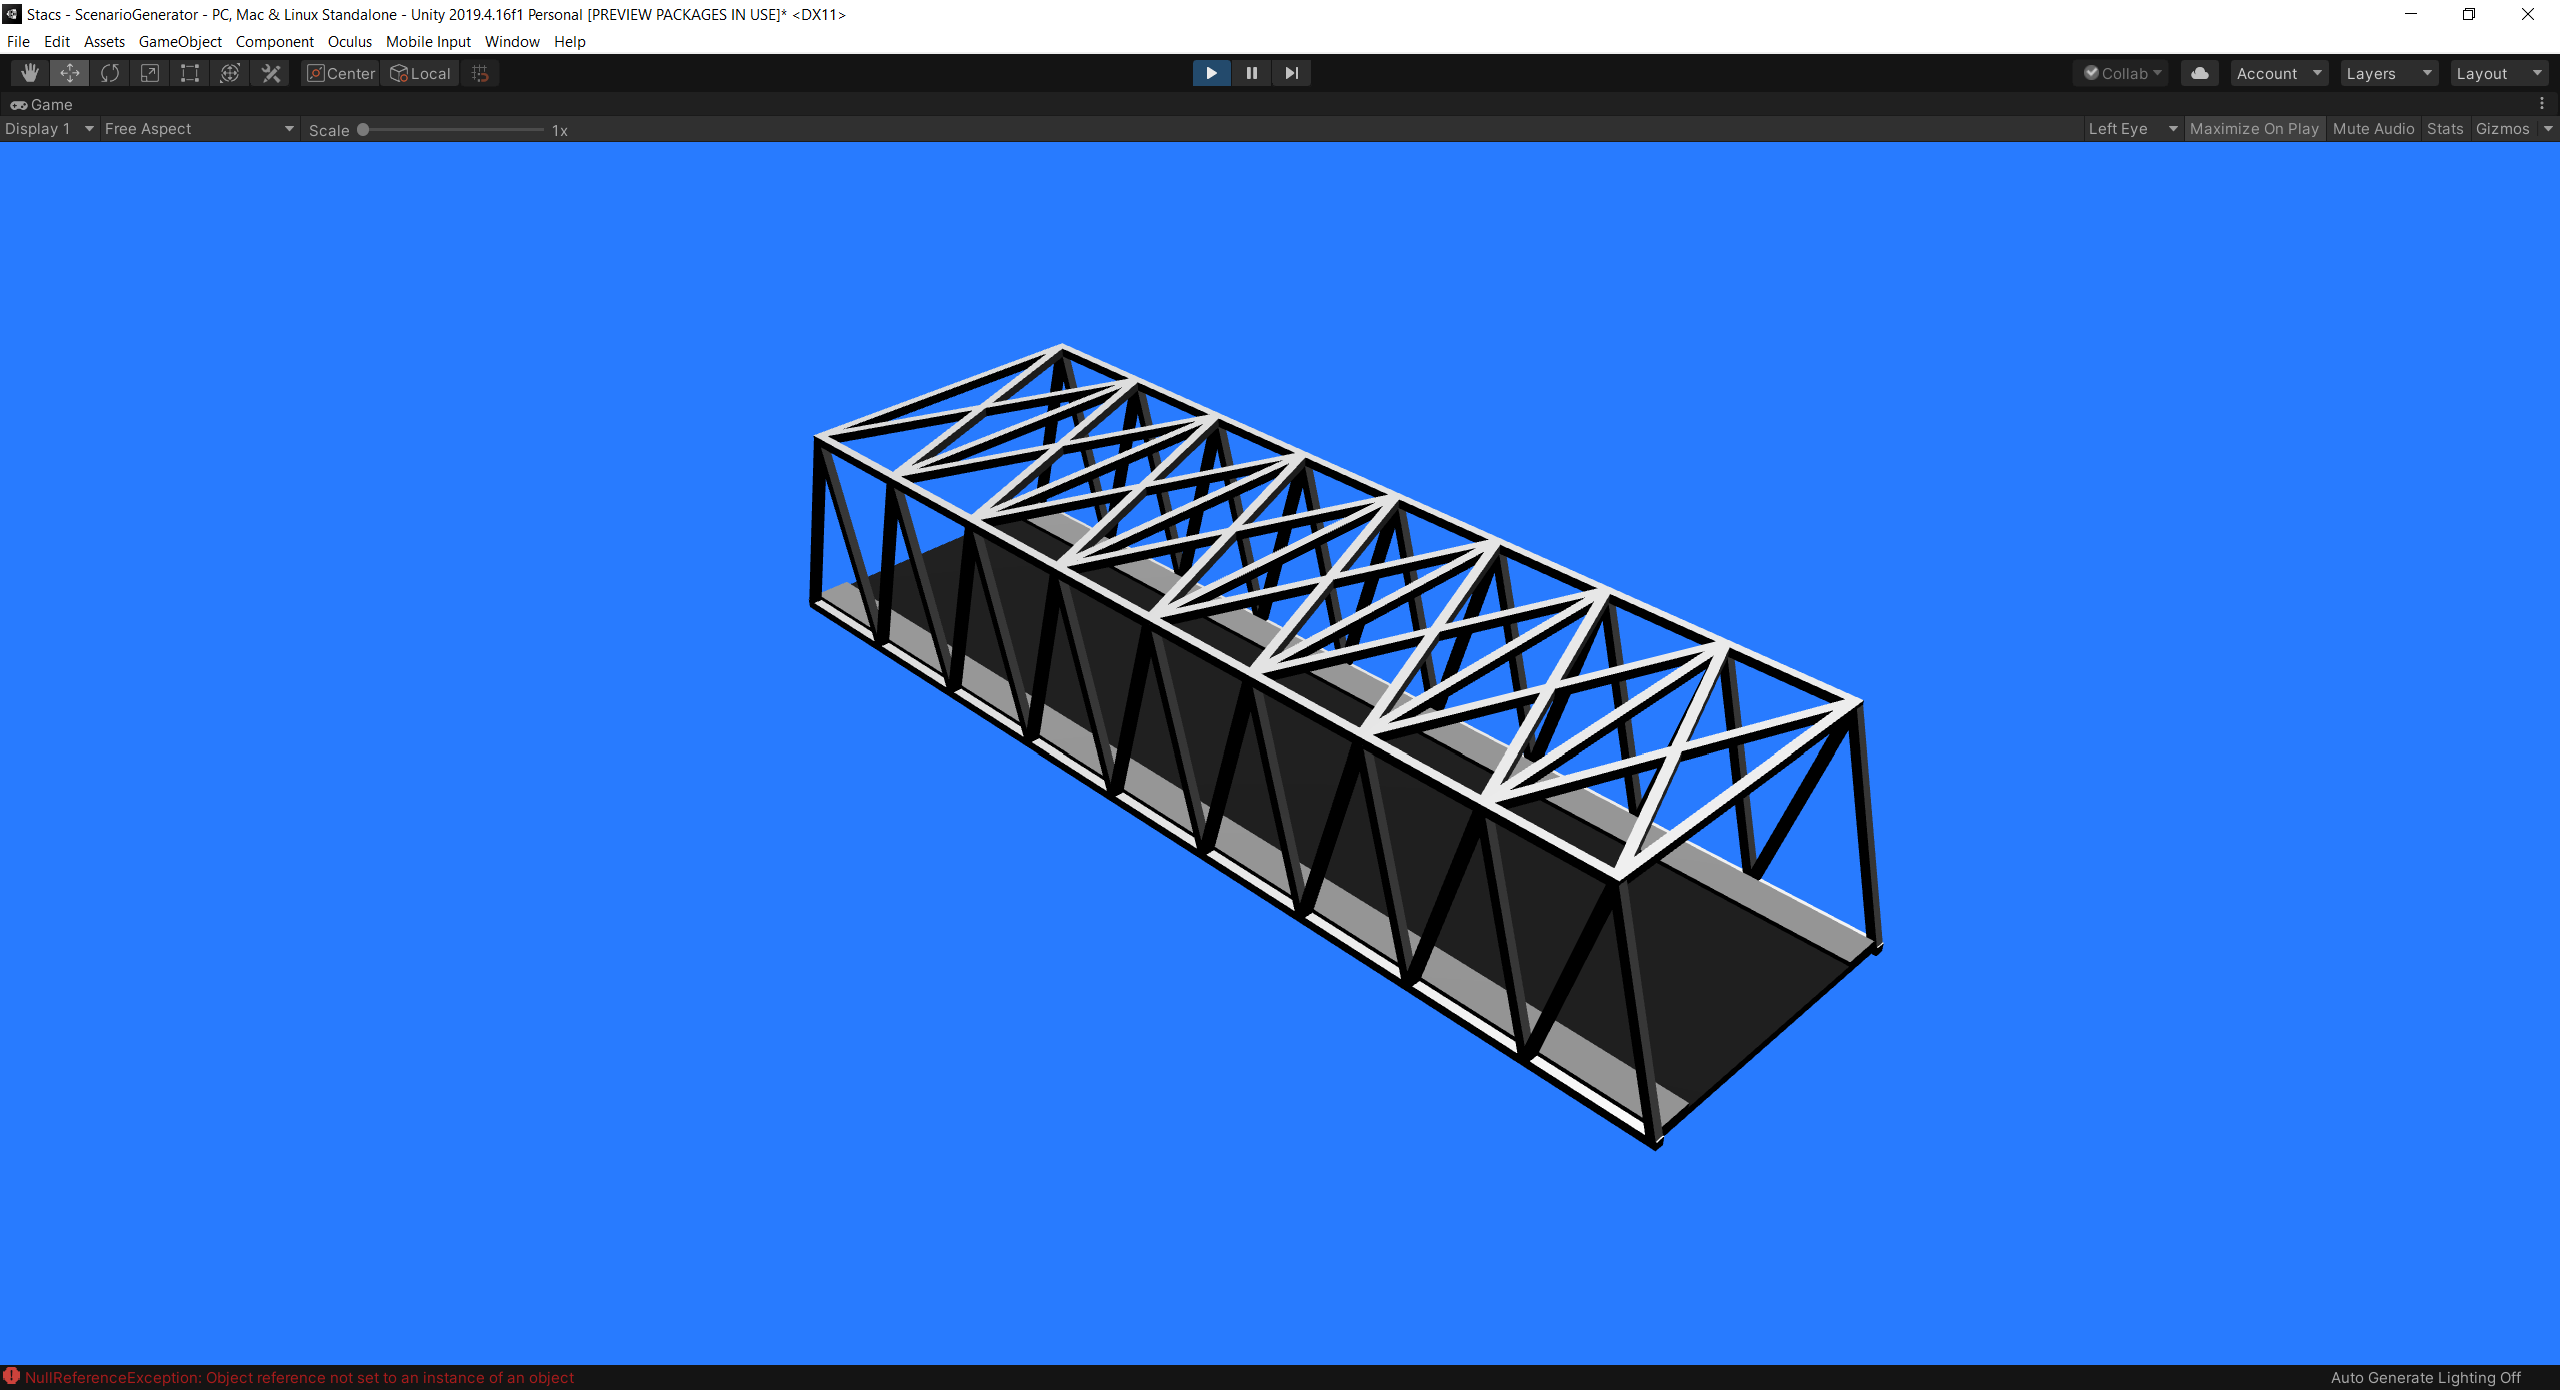 Stacs - ScenarioGenerator - PC, Mac & Linux Standalone - Unity 2019.4.16f1 Personal [PREVIEW PACKAGES IN USE]* <DX11>
File Edit Assets GameObject Component Oculus Mobile Input Window Help
Center Local Collab Account Layers Layout
Game
Display 1 Free Aspect Scale 1x Left Eye Maximize On Play Mute Audio Stats Gizmos
NullReferenceException: Object reference not set to an instance of an object Auto Generate Lighting Off